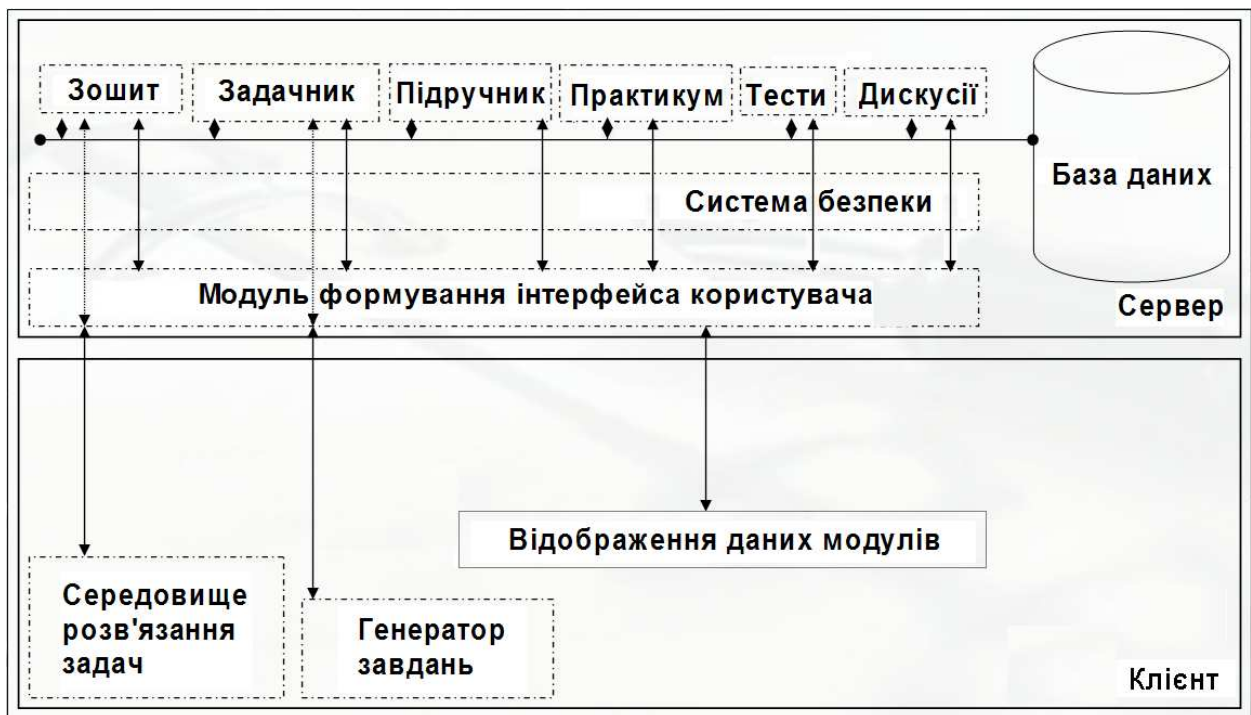 Зошит
Задачник
Підручник
Практикум
Тести
Дискусії
База даних
Система безпеки
Модуль формування інтерфейса користувача
Сервер
Відображення даних модулів
Середовище
розв'язання
задач
Генератор
завдань
Клієнт